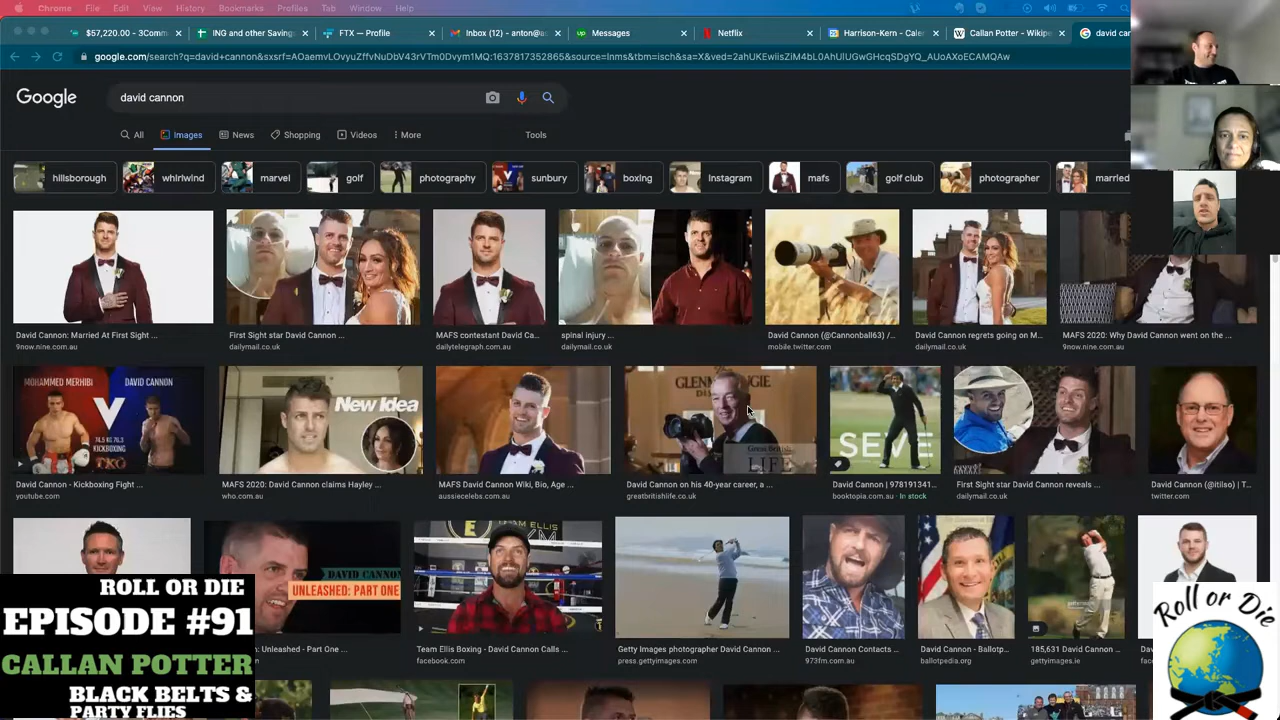 Chrome File Edit View History Bookmarks Profiles Tab Window Help
$57,220.00 - 3Comm
ING and other Saving
FTX — Profile
Inbox (12) - anton@a
Messages
Netflix
Harrison-Kern - Cale
Callan Potter - Wikipe
david can
google.com/search?q=david+cannon&sxsrf=AOaemvLOvyuZffvNuDbV43rVTm0Dvym1MQ:1637817352865&source=lnms&tbm=isch&sa=X&ved=2ahUKEwiisZiM4bL0AhUlUGwGHcqSDgYQ_AUoAXoECAMQAw
Google
david cannon
All
Images
News
Shopping
Videos
More
Tools
hillsborough
whirlwind
marvel
golf
photography
sunbury
boxing
Instagram
mafs
golf club
photographer
married
David Cannon: Married At First Sight ...
9now.nine.com.au
First Sight star David Cannon ...
dailymail.co.uk
MAFS contestant David Ca...
dailytelegraph.com.au
spinal injury ...
dailymail.co.uk
David Cannon (@Cannonball63) /...
mobile.twitter.com
David Cannon regrets going on M...
dailymail.co.uk
MAFS 2020: Why David Cannon went on the ...
9now.nine.com.au
MOHAMMED MERHIBI
DAVID CANNON
V
KICKBOXING
TKO
New Idea
GLENM
Great British
LIFE
SEVE
David Cannon - Kickboxing Fight ...
youtube.com
MAFS 2020: David Cannon claims Hayley ...
who.com.au
MAFS David Cannon Wiki, Bio, Age ...
aussiecelebs.com.au
David Cannon on his 40-year career, a ...
greatbritishlife.co.uk
David Cannon | 978191341...
booktopia.com.au · In stock
First Sight star David Cannon reveals ...
dailymail.co.uk
David Cannon (@itilso) | T...
twitter.com
DAVID CANNON
UNLEASHED: PART ONE
TEAM ELLIS
: Unleashed - Part One ...
Team Ellis Boxing - David Cannon Calls ...
facebook.com
Getty Images photographer David Cannon ...
press.gettyimages.com
David Cannon Contacts ...
973fm.com.au
David Cannon - Ballotp...
ballotpedia.org
185,631 David Cannon ...
gettyimages.ie
ROLL OR DIE
EPISODE #91
CALLAN POTTER
BLACK BELTS &
PARTY FLIES
Roll or Die